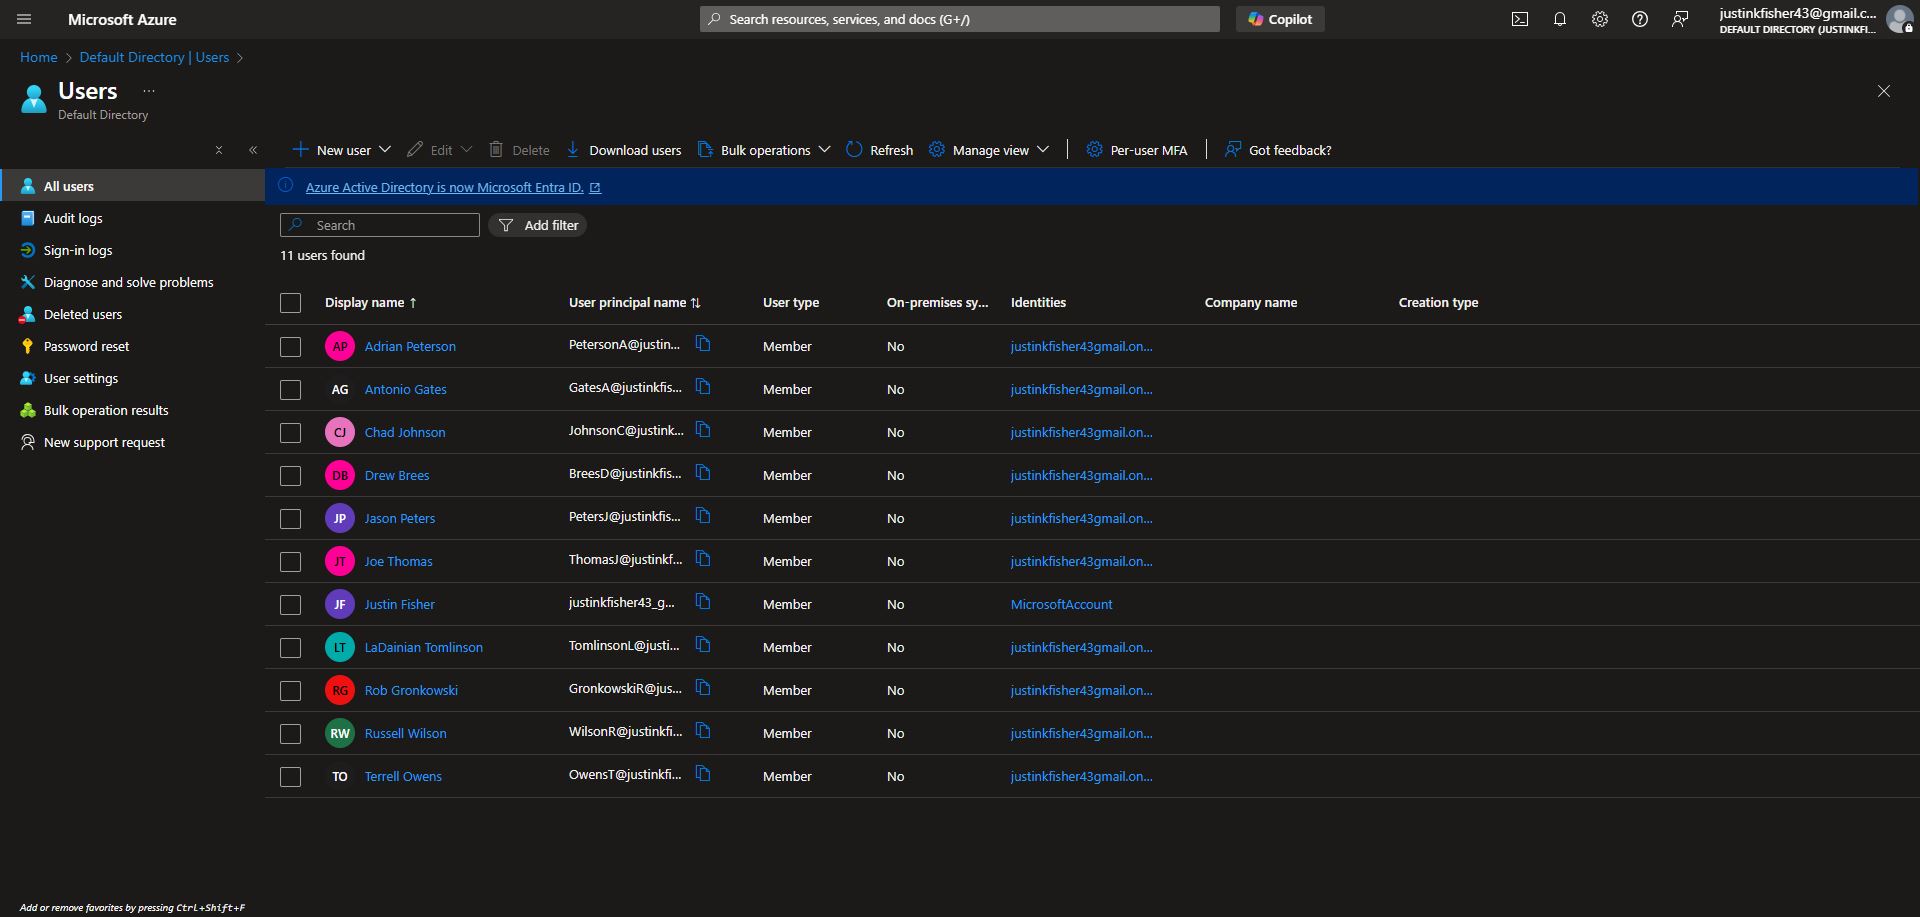 Microsoft Azure
Search resources, services, and docs (G+/)
Copilot
justinkfisher43@gmail.c...
DEFAULT DIRECTORY (JUSTINKFI...
Home > Default Directory | Users >
Users ...
Default Directory
New user Edit Delete Download users Bulk operations Refresh Manage view Per-user MFA Got feedback?
All users
Audit logs
Sign-in logs
Diagnose and solve problems
Deleted users
Password reset
User settings
Bulk operation results
New support request
Azure Active Directory is now Microsoft Entra ID.
Search Add filter
11 users found
Display name ↑ User principal name ↑↓ User type On-premises sy... Identities Company name Creation type
AP Adrian Peterson PetersonA@justin... Member No justinkfisher43gmail.on...
AG Antonio Gates GatesA@justinkfis... Member No justinkfisher43gmail.on...
CJ Chad Johnson JohnsonC@justink... Member No justinkfisher43gmail.on...
DB Drew Brees BreesD@justinkfis... Member No justinkfisher43gmail.on...
JP Jason Peters PetersJ@justinkfis... Member No justinkfisher43gmail.on...
JT Joe Thomas ThomasJ@justinkf... Member No justinkfisher43gmail.on...
JF Justin Fisher justinkfisher43_g... Member No MicrosoftAccount
LT LaDainian Tomlinson TomlinsonL@justi... Member No justinkfisher43gmail.on...
RG Rob Gronkowski GronkowskiR@jus... Member No justinkfisher43gmail.on...
RW Russell Wilson WilsonR@justinkfi... Member No justinkfisher43gmail.on...
TO Terrell Owens OwensT@justinkfi... Member No justinkfisher43gmail.on...
Add or remove favorites by pressing Ctrl+Shift+F